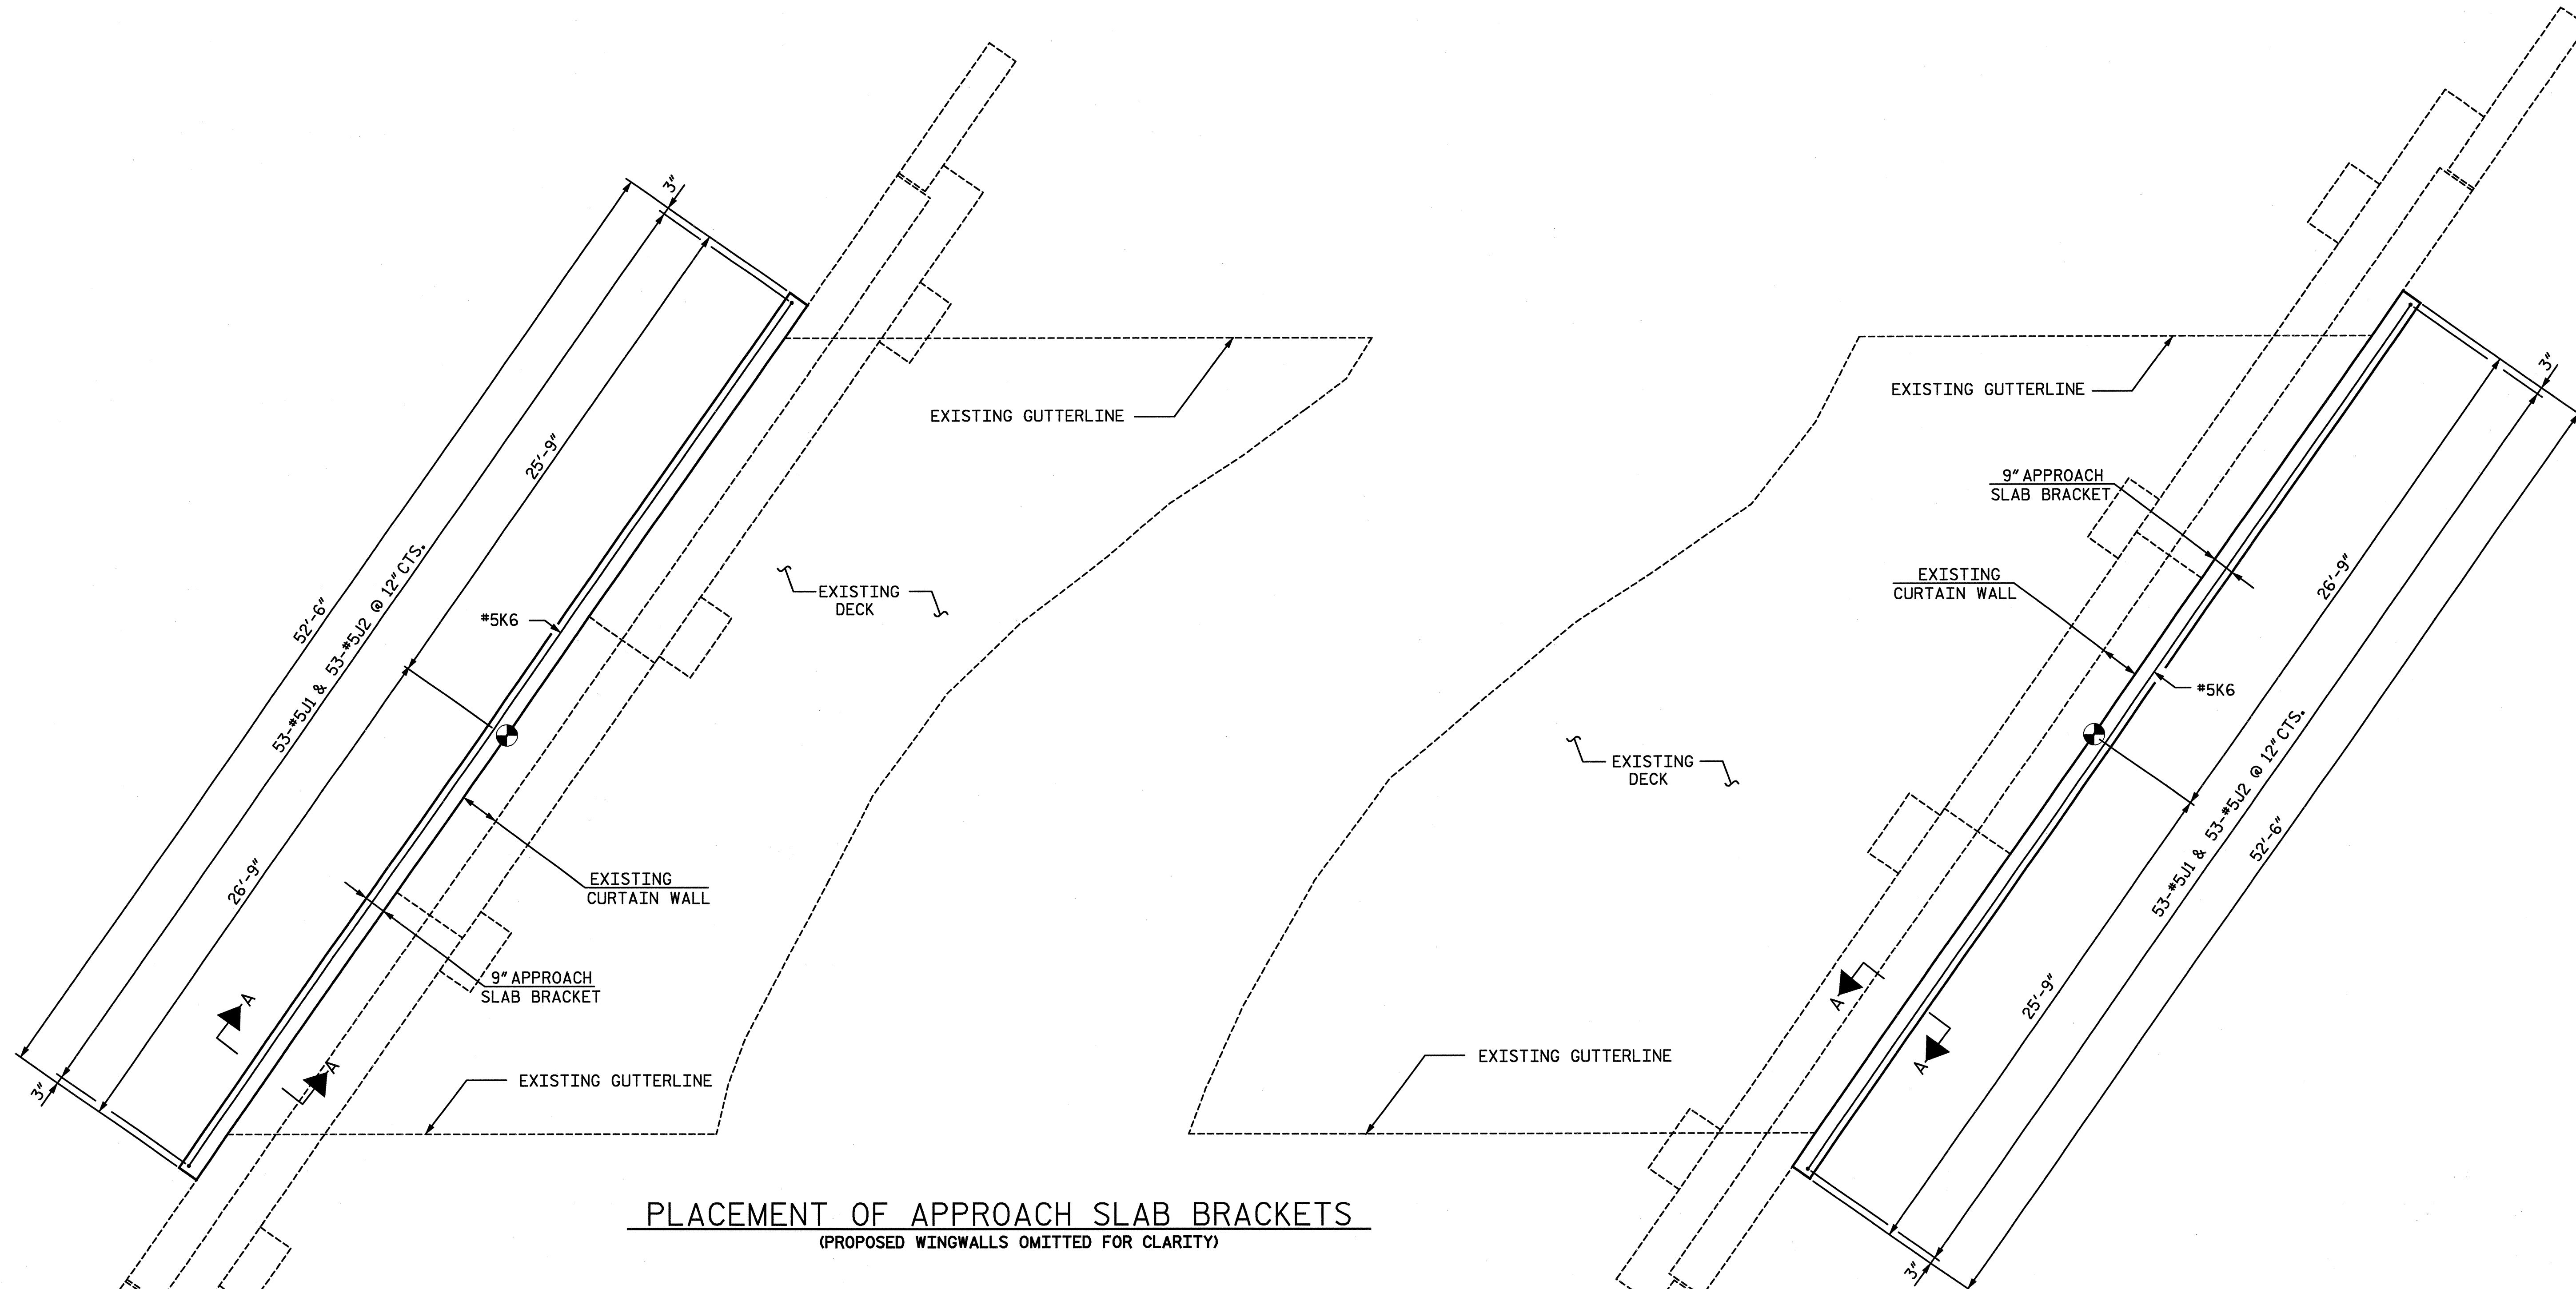 3"
25'-9"
52'-6"
53-#5J1 & 53-#5J2 @ 12" CTS.
#5K6
26'-9"
3"
A
A
EXISTING GUTTERLINE
EXISTING
DECK
EXISTING
CURTAIN WALL
9" APPROACH
SLAB BRACKET
EXISTING GUTTERLINE
EXISTING GUTTERLINE
9" APPROACH
SLAB BRACKET
EXISTING
CURTAIN WALL
EXISTING
DECK
EXISTING GUTTERLINE
3"
26'-9"
#5K6
53-#5J1 & 53-#5J2 @ 12" CTS.
52'-6"
25'-9"
A
A
3"
PLACEMENT OF APPROACH SLAB BRACKETS
(PROPOSED WINGWALLS OMITTED FOR CLARITY)